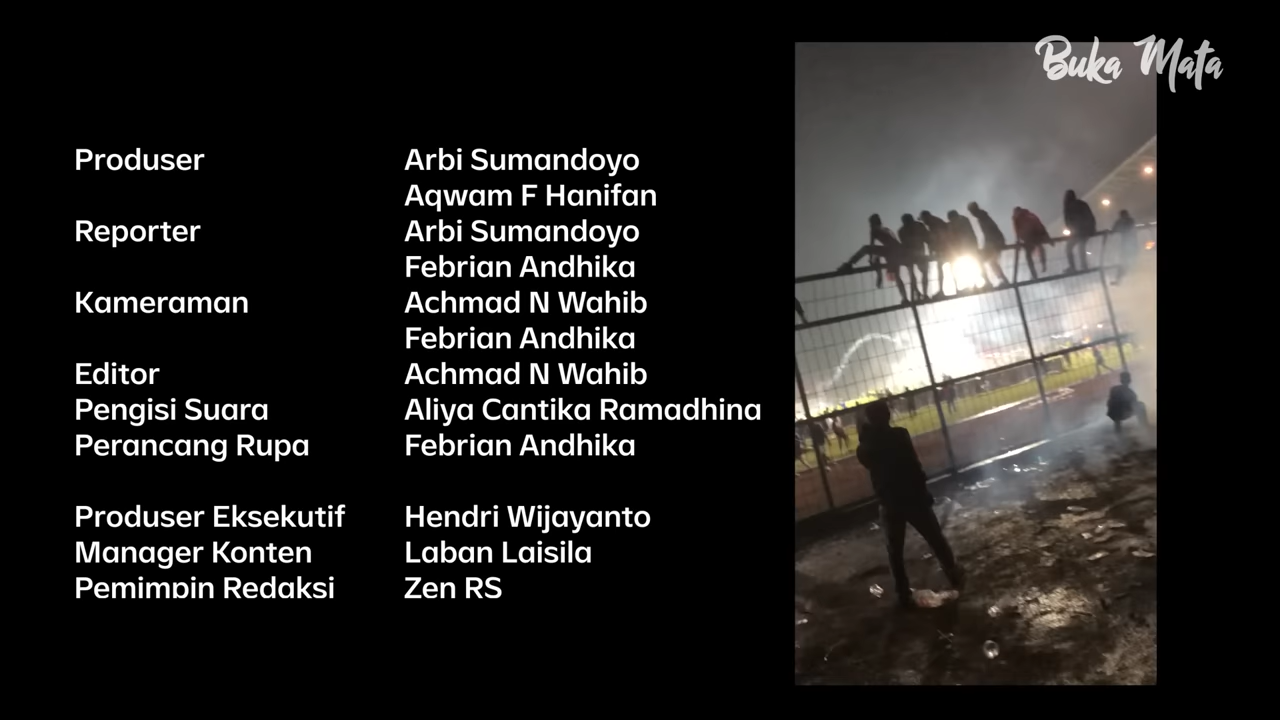 Buka Mata
Produser Arbi Sumandoyo
Aqwam F Hanifan
Reporter Arbi Sumandoyo
Febrian Andhika
Kameraman Achmad N Wahib
Febrian Andhika
Editor Achmad N Wahib
Pengisi Suara Aliya Cantika Ramadhina
Perancang Rupa Febrian Andhika
Produser Eksekutif Hendri Wijayanto
Manager Konten Laban Laisila
Pemimpin Redaksi Zen RS